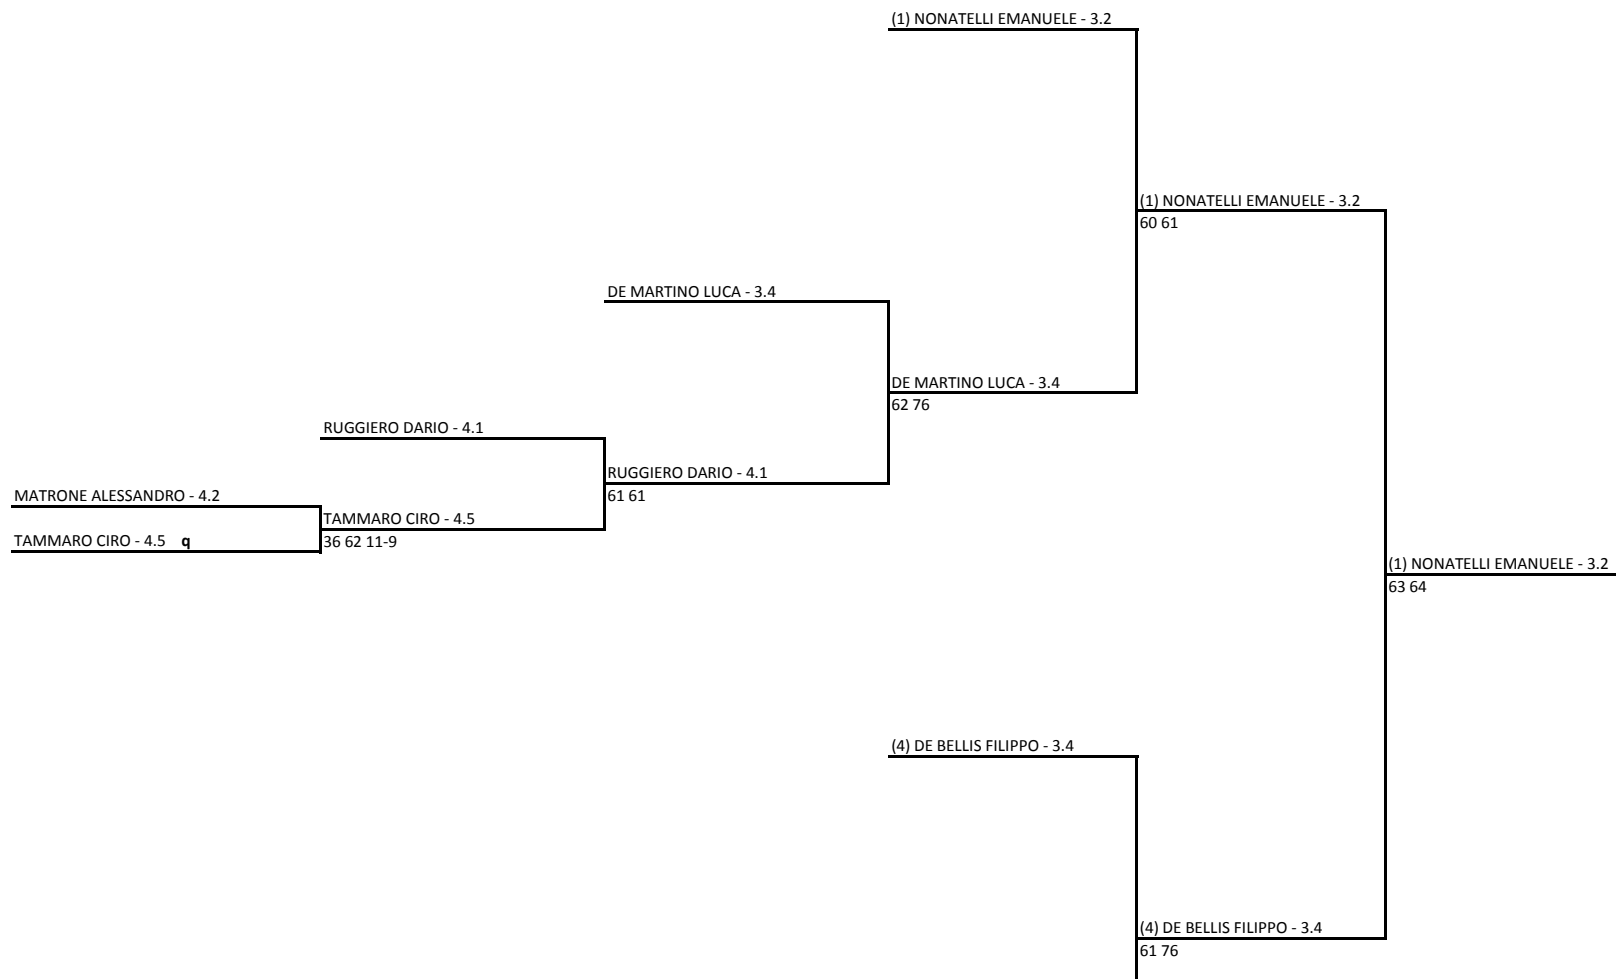 (1) NONATELLI EMANUELE - 3.2
(1) NONATELLI EMANUELE - 3.2
60 61
DE MARTINO LUCA - 3.4
DE MARTINO LUCA - 3.4
62 76
RUGGIERO DARIO - 4.1
RUGGIERO DARIO - 4.1
61 61
MATRONE ALESSANDRO - 4.2
TAMMARO CIRO - 4.5
36 62 11-9
TAMMARO CIRO - 4.5 q
(1) NONATELLI EMANUELE - 3.2
63 64
(4) DE BELLIS FILIPPO - 3.4
(4) DE BELLIS FILIPPO - 3.4
61 76